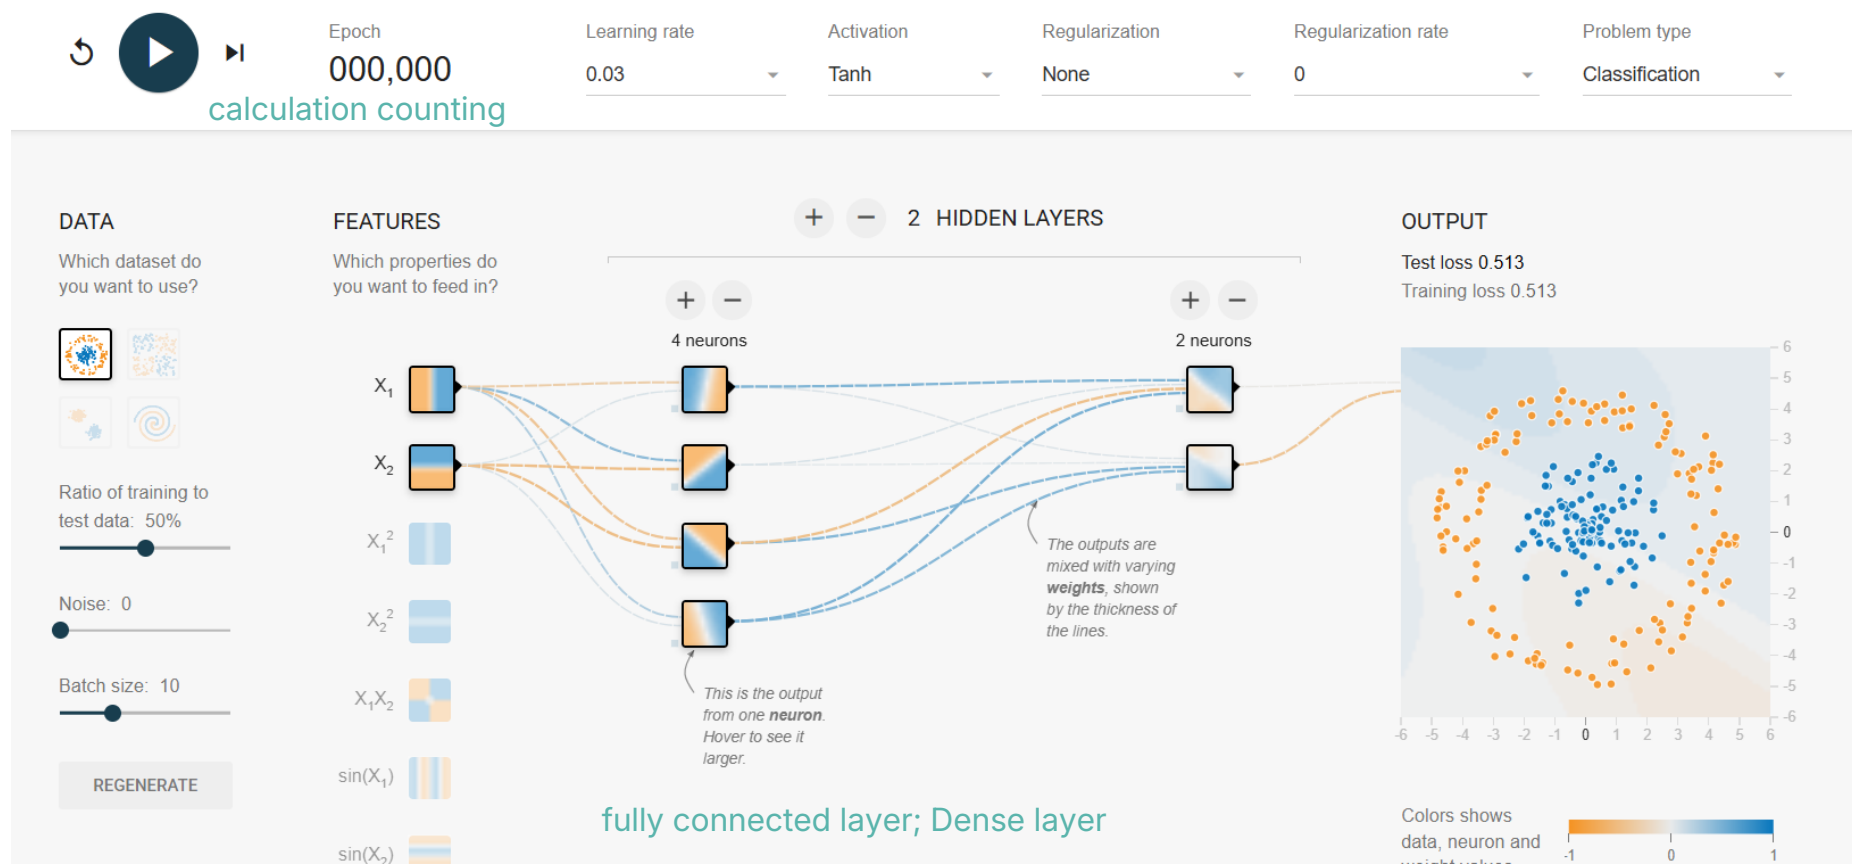 Epoch
000,000
calculation counting
Learning rate
0.03
Activation
Tanh
Regularization
None
Regularization rate
0
Problem type
Classification
DATA
Which dataset do
you want to use?
Ratio of training to
test data: 50%
Noise: 0
Batch size: 10
REGENERATE
FEATURES
Which properties do
you want to feed in?
X1
X2
X1²
X2²
X1X2
sin(X1)
sin(X2)
+ − 2 HIDDEN LAYERS
+ −
4 neurons
+ −
2 neurons
The outputs are
mixed with varying
weights, shown
by the thickness of
the lines.
This is the output
from one neuron.
Hover to see it
larger.
fully connected layer; Dense layer
OUTPUT
Test loss 0.513
Training loss 0.513
6
5
4
3
2
1
0
-1
-2
-3
-4
-5
-6
-6 -5 -4 -3 -2 -1 0 1 2 3 4 5 6
Colors shows
data, neuron and
weight values.
-1 0 1